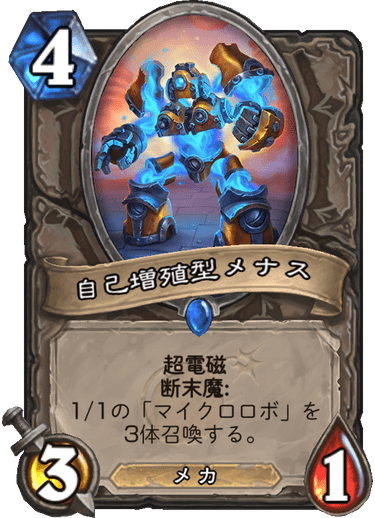 4
自己増殖型メナス
超電磁
断末魔:
1/1の「マイクロロボ」を
3体召喚する。
3
メカ
1